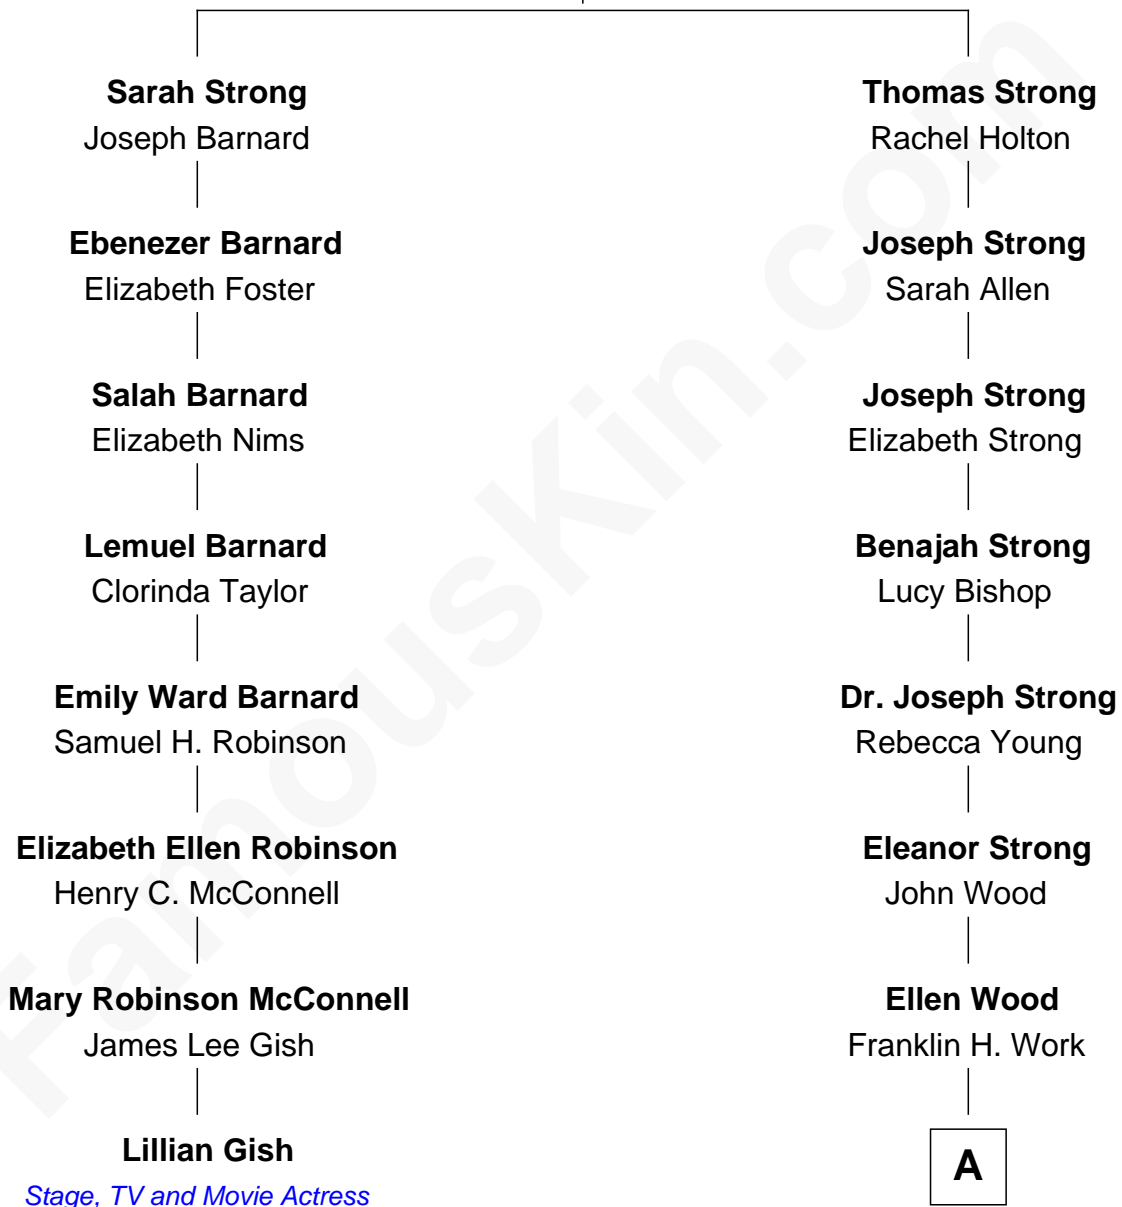 Sarah Strong
Joseph Barnard
Thomas Strong
Rachel Holton
Ebenezer Barnard
Elizabeth Foster
Joseph Strong
Sarah Allen
Salah Barnard
Elizabeth Nims
Joseph Strong
Elizabeth Strong
Lemuel Barnard
Clorinda Taylor
Benajah Strong
Lucy Bishop
Emily Ward Barnard
Samuel H. Robinson
Dr. Joseph Strong
Rebecca Young
Elizabeth Ellen Robinson
Henry C. McConnell
Eleanor Strong
John Wood
Mary Robinson McConnell
James Lee Gish
Ellen Wood
Franklin H. Work
Lillian Gish
Stage, TV and Movie Actress
A
FamousKin.com